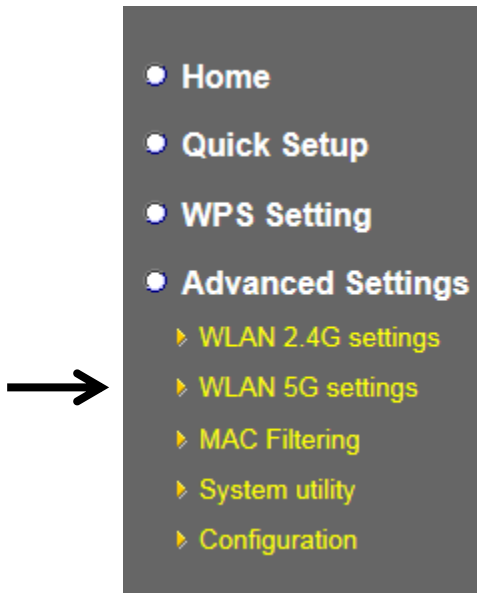 Home
Quick Setup
WPS Setting
Advanced Settings
WLAN 2.4G settings
WLAN 5G settings
MAC Filtering
System utility
Configuration